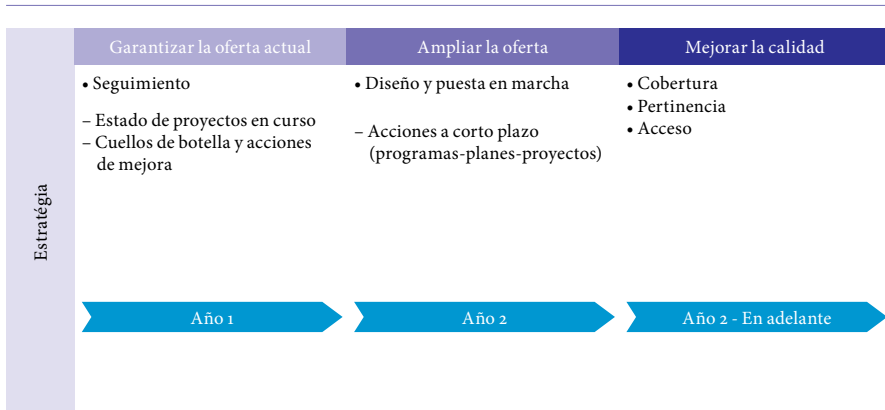 Garantizar la oferta actual
Ampliar la oferta
Mejorar la calidad
Estratégia
• Seguimiento
– Estado de proyectos en curso
– Cuellos de botella y acciones
de mejora
• Diseño y puesta en marcha
– Acciones a corto plazo
(programas-planes-proyectos)
• Cobertura
• Pertinencia
• Acceso
Año 1
Año 2
Año 2 - En adelante